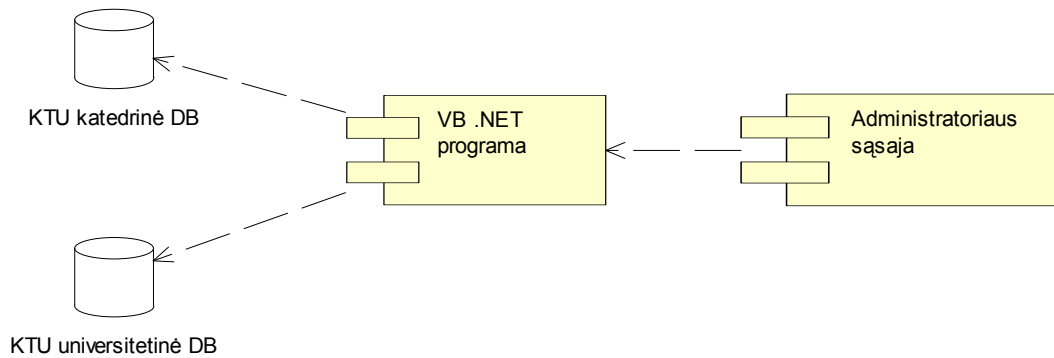 KTU katedrinė DB
VB .NET
programa
Administratoriaus
sąsaja
KTU universitetinė DB